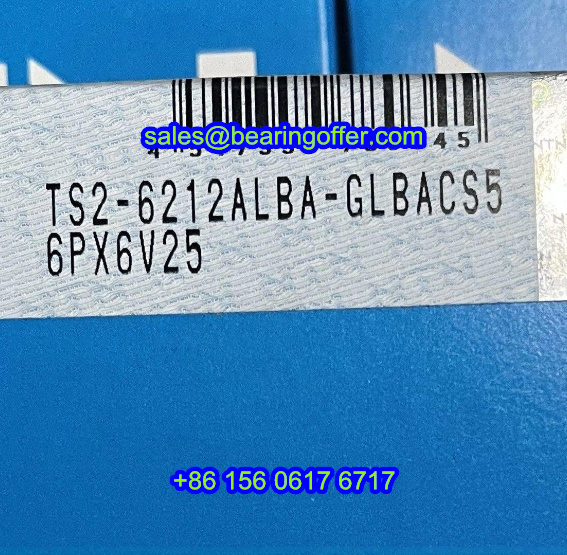 sales@bearingoffer.com
45
TS2-6212ALBA-GLBACS5
6PX6V25
+86 156 0617 6717